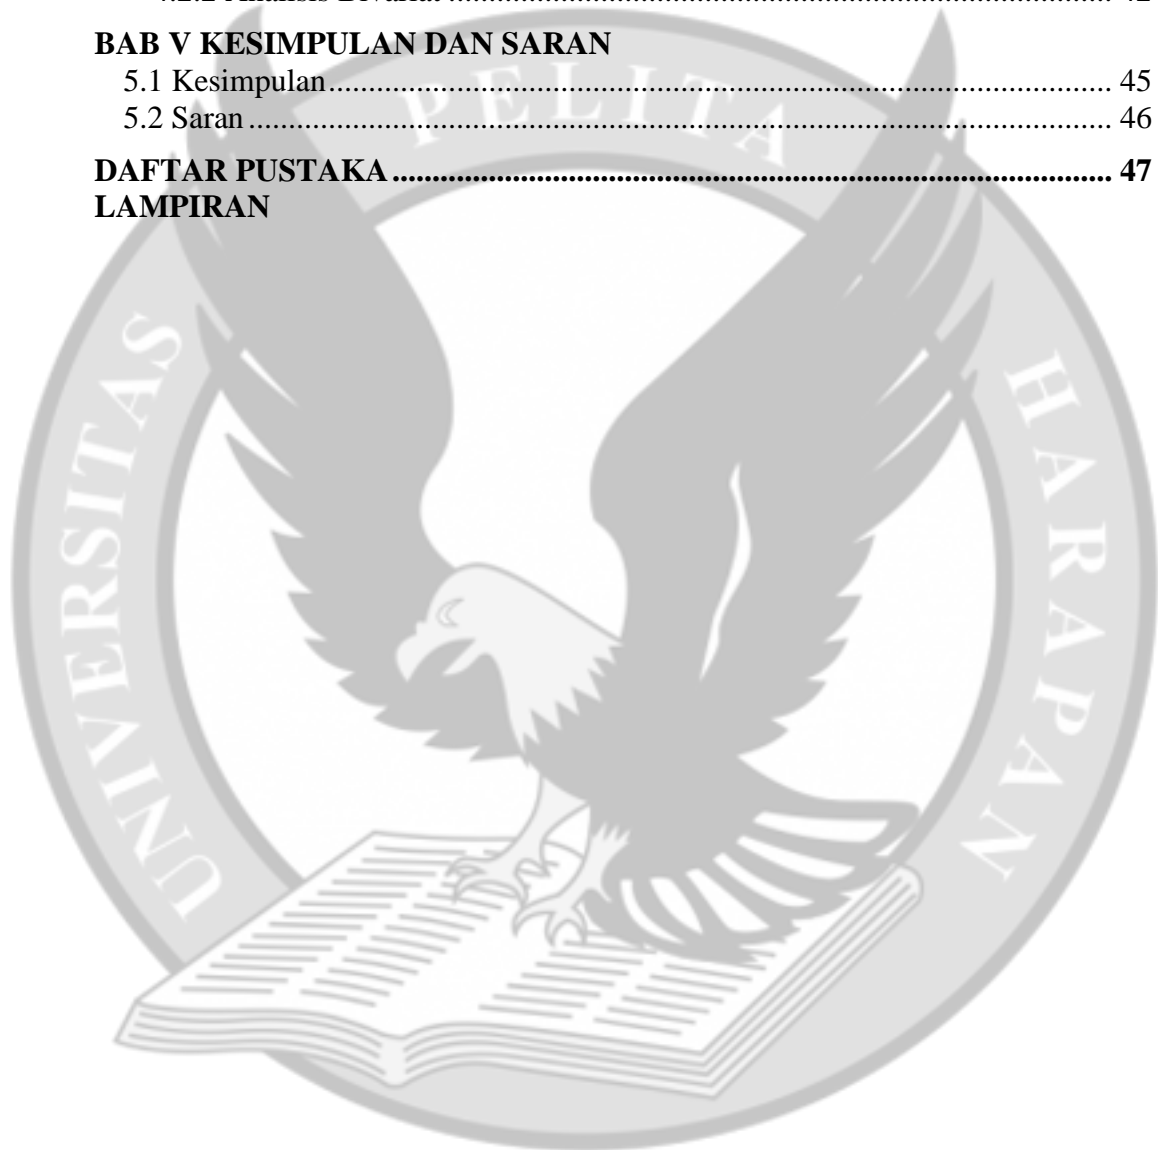 BAB V KESIMPULAN DAN SARAN
5.1 Kesimpulan........................................................................................................ 45
5.2 Saran.................................................................................................................. 46
DAFTAR PUSTAKA............................................................................................ 47
LAMPIRAN
UNIVERSITAS PELITA HARAPAN